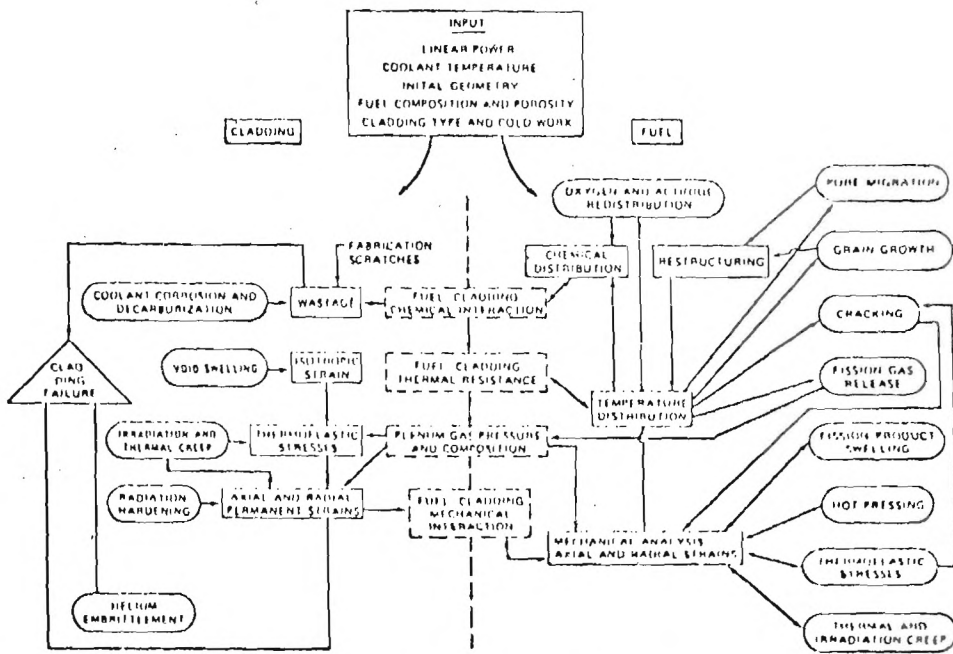 INPUT
LINEAR POWER
COOLANT TEMPERATURE
INITAL GEOMETRY
FUEL COMPOSITION AND POROSITY
CLADDING TYPE AND COLD WORK
CLADDING
FUEL
OXYGEN AND ACTINIDE
REDISTRIBUTION
PORE MIGRATION
FABRICATION
SCRATCHES
CHEMICAL
DISTRIBUTION
RESTRUCTURING
GRAIN GROWTH
COOLANT CORROSION AND
DECARBURIZATION
WASTAGE
FUEL CLADDING
CHEMICAL INTERACTION
CRACKING
CLAD
DING
FAILURE
VOID SWELLING
ISOTROPIC
STRAIN
FUEL CLADDING
THERMAL RESISTANCE
FISSION GAS
RELEASE
TEMPERATURE
DISTRIBUTION
IRRADIATION AND
THERMAL CREEP
THERMOELASTIC
STRESSES
PLENUM GAS PRESSURE
AND COMPOSITION
FISSION PRODUCT
SWELLING
RADIATION
HARDENING
AXIAL AND RADIAL
PERMANENT STRAINS
FUEL CLADDING
MECHANICAL
INTERACTION
HOT PRESSING
MECHANICAL ANALYSIS
AXIAL AND RADIAL STRAINS
THERMOELASTIC
STRESSES
HELIUM
EMBRITTLEMENT
THERMAL AND
IRRADIATION CREEP